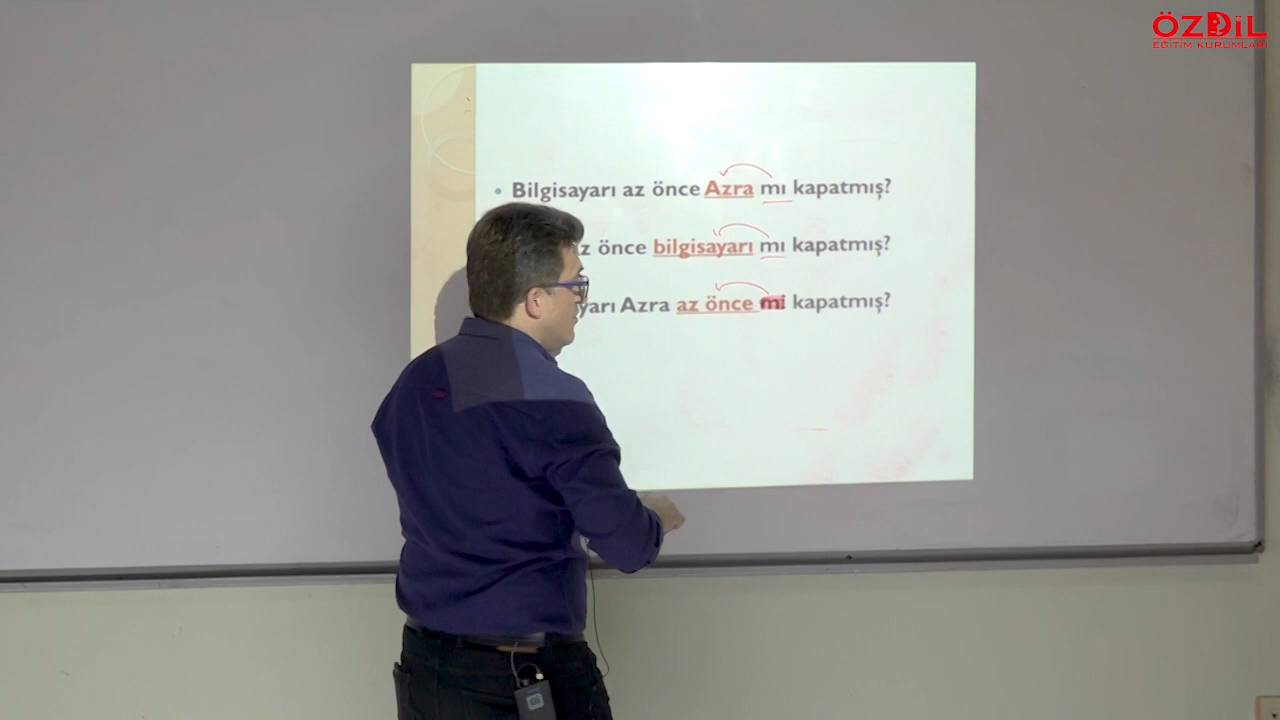 ÖZDİL
EĞİTİM KURUMLARI
Bilgisayarı az önce Azra mı kapatmış?
önce bilgisayarı mı kapatmış?
Azra az önce mi kapatmış?